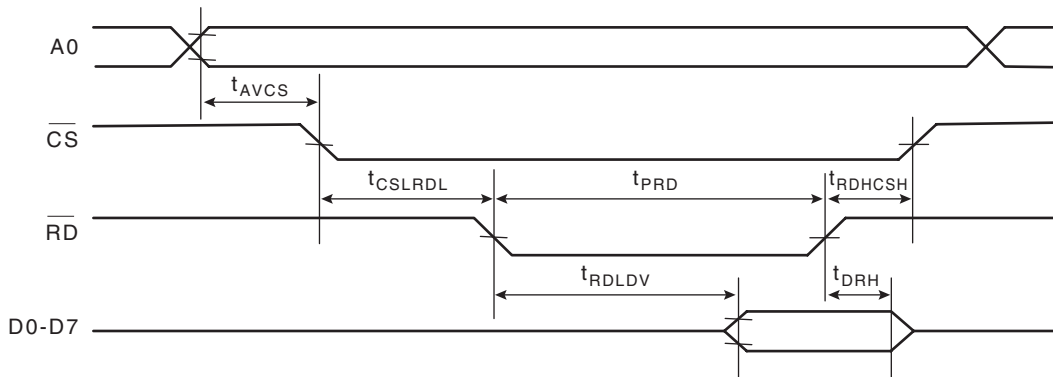 A0
tAVCS
CS
tCSLRDL tPRD tRDHCSH
RD
tRDLDV tDRH
D0-D7